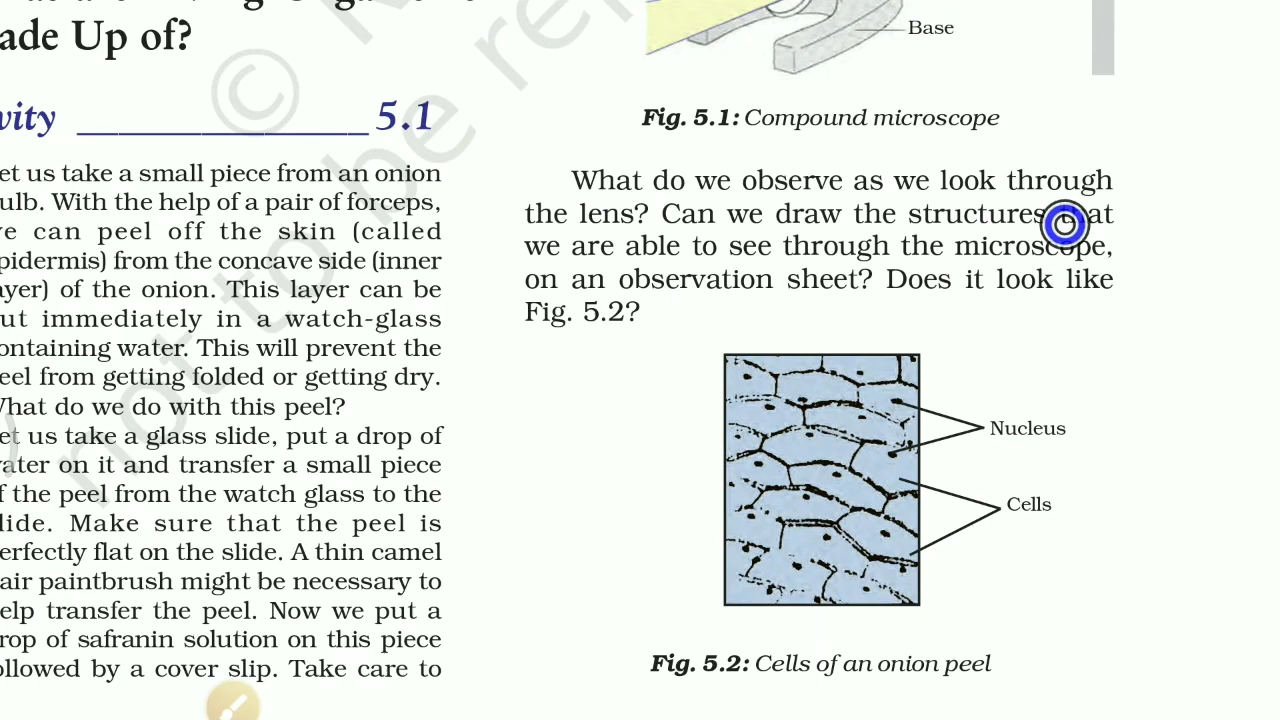 ade Up of?
vity ______________ 5.1
et us take a small piece from an onion
ulb. With the help of a pair of forceps,
ve can peel off the skin (called
pidermis) from the concave side (inner
ayer) of the onion. This layer can be
ut immediately in a watch-glass
ontaining water. This will prevent the
eel from getting folded or getting dry.
What do we do with this peel?
et us take a glass slide, put a drop of
vater on it and transfer a small piece
f the peel from the watch glass to the
lide. Make sure that the peel is
erfectly flat on the slide. A thin camel
air paintbrush might be necessary to
elp transfer the peel. Now we put a
rop of safranin solution on this piece
ollowed by a cover slip. Take care to
Base
Fig. 5.1: Compound microscope
What do we observe as we look through
the lens? Can we draw the structures that
we are able to see through the microscope,
on an observation sheet? Does it look like
Fig. 5.2?
Nucleus
Cells
Fig. 5.2: Cells of an onion peel
©
not to be re